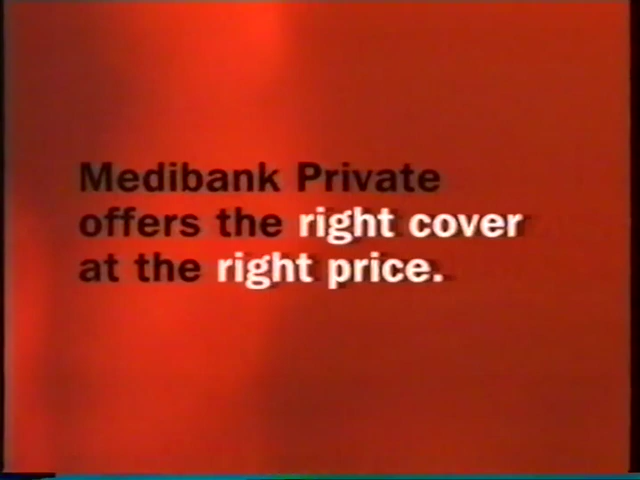 Medibank Private
offers the right cover
at the right price.